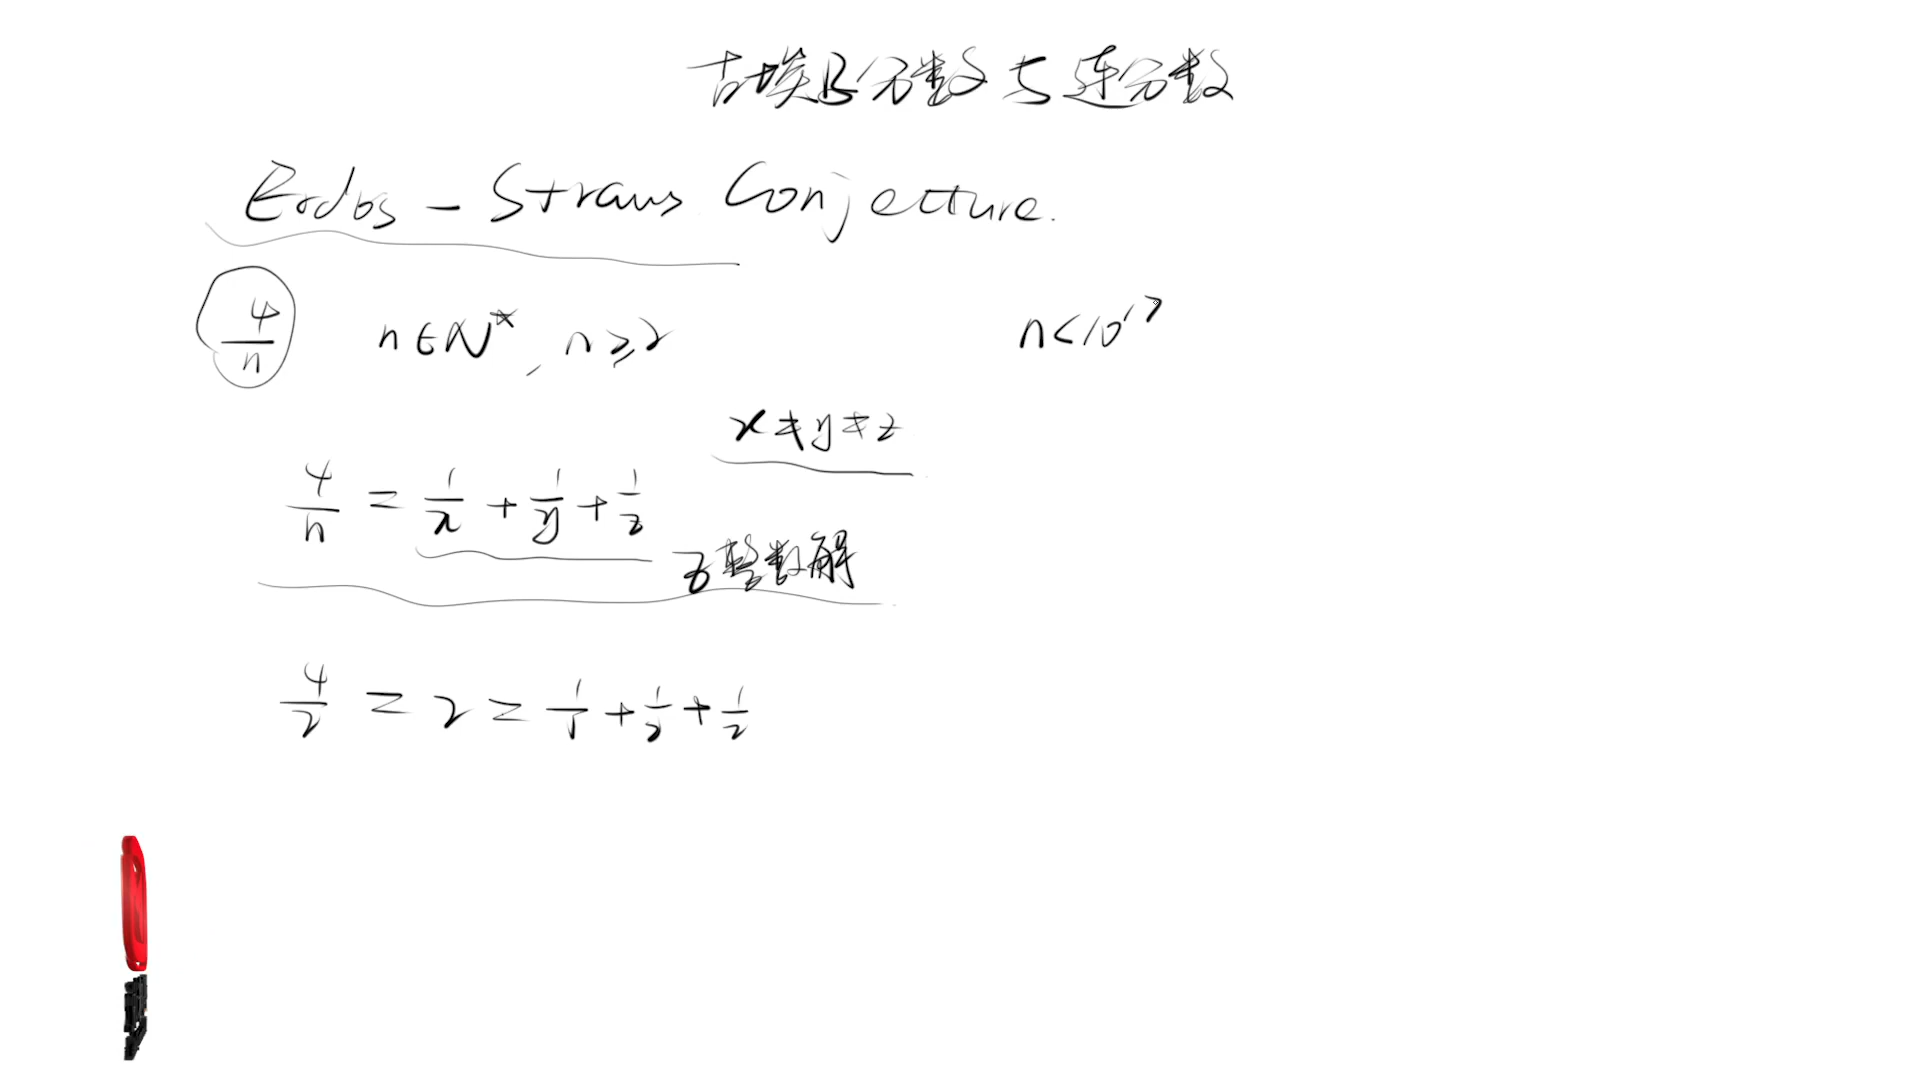 古埃及分数与连分数
Erdos - Straus Conjecture.
4/n n∈N*, n≥2 n<10^17
x≠y≠z
4/n = 1/x + 1/y + 1/z
正整数解
4/2 = 2 = 1/1 + 1/2 + 1/2